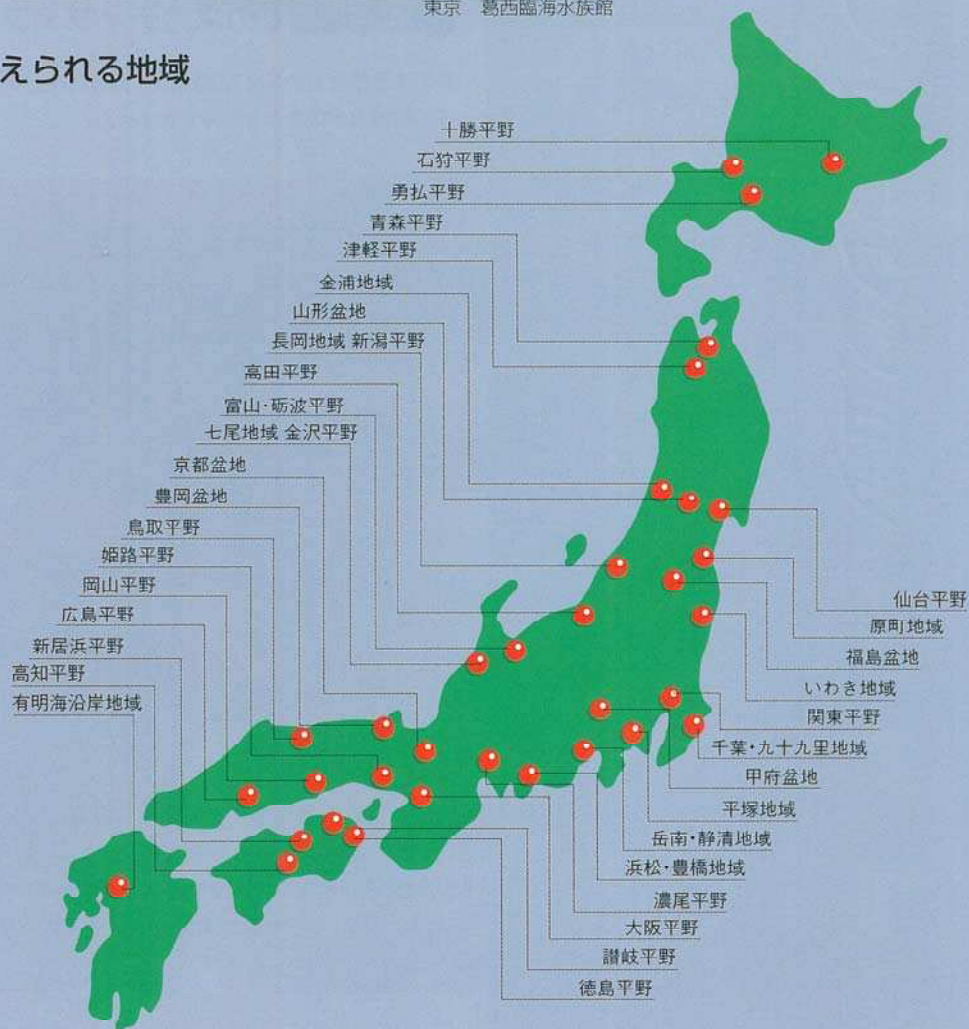 東京 葛西臨海水族館
えられる地域
十勝平野
石狩平野
勇払平野
青森平野
津軽平野
金浦地域
山形盆地
長岡地域 新潟平野
高田平野
富山・砺波平野
七尾地域 金沢平野
京都盆地
豊岡盆地
鳥取平野
姫路平野
岡山平野
広島平野
新居浜平野
高知平野
有明海沿岸地域
仙台平野
原町地域
福島盆地
いわき地域
関東平野
千葉・九十九里地域
甲府盆地
平塚地域
岳南・静清地域
浜松・豊橋地域
濃尾平野
大阪平野
讃岐平野
徳島平野